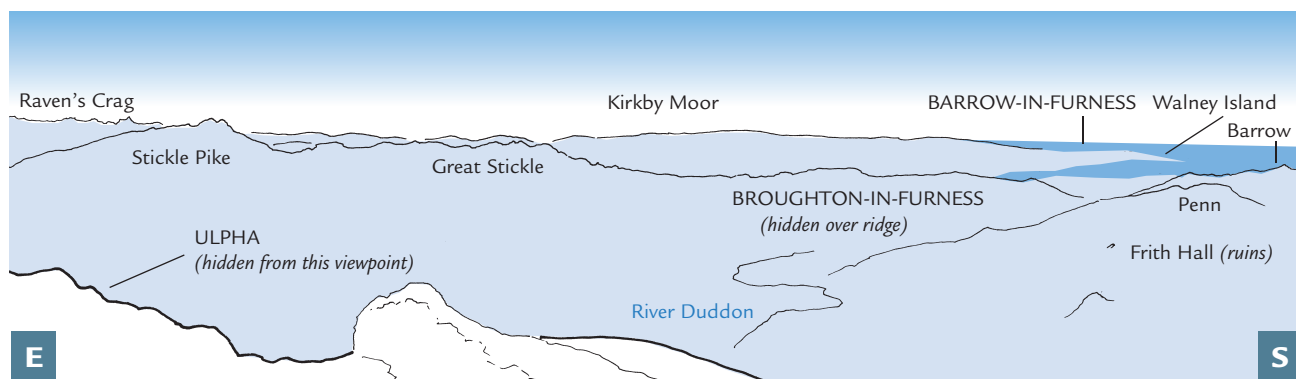 Raven's Crag
Kirkby Moor
BARROW-IN-FURNESS
Walney Island
Barrow
Stickle Pike
Great Stickle
BROUGHTON-IN-FURNESS
(hidden over ridge)
Penn
ULPHA
(hidden from this viewpoint)
Frith Hall (ruins)
River Duddon
E
S